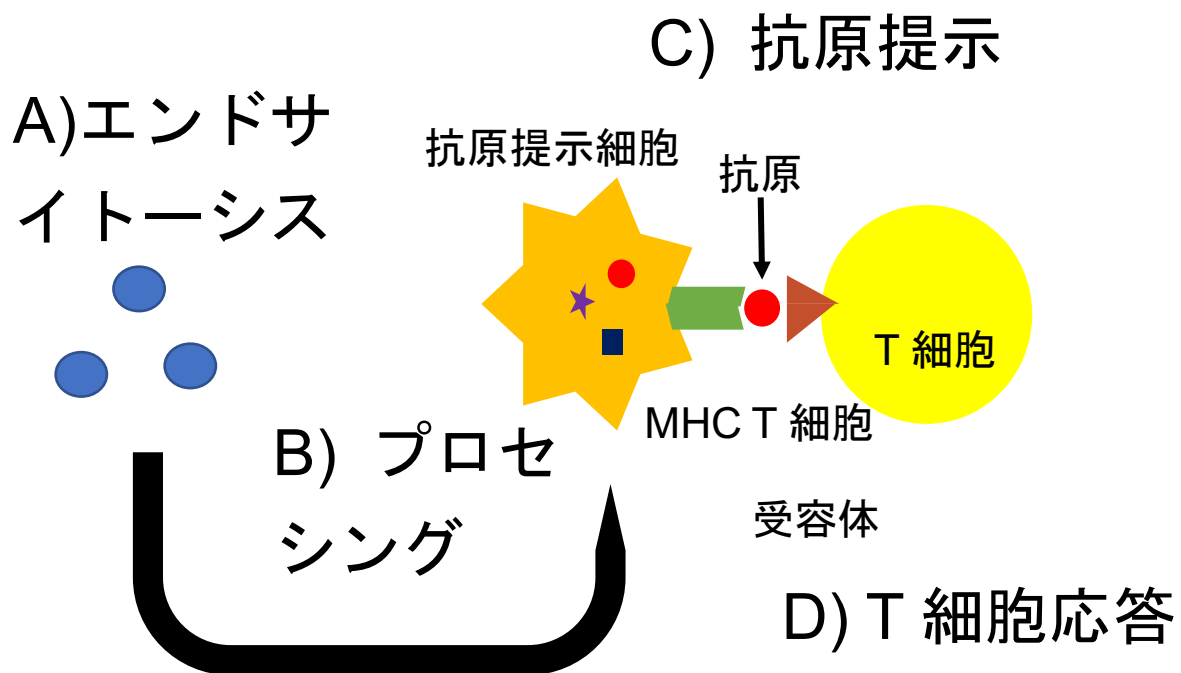 C) 抗原提示
A)エンドサ
イトーシス
抗原提示細胞
抗原
T 細胞
MHC T 細胞
受容体
B) プロセ
シング
D) T 細胞応答